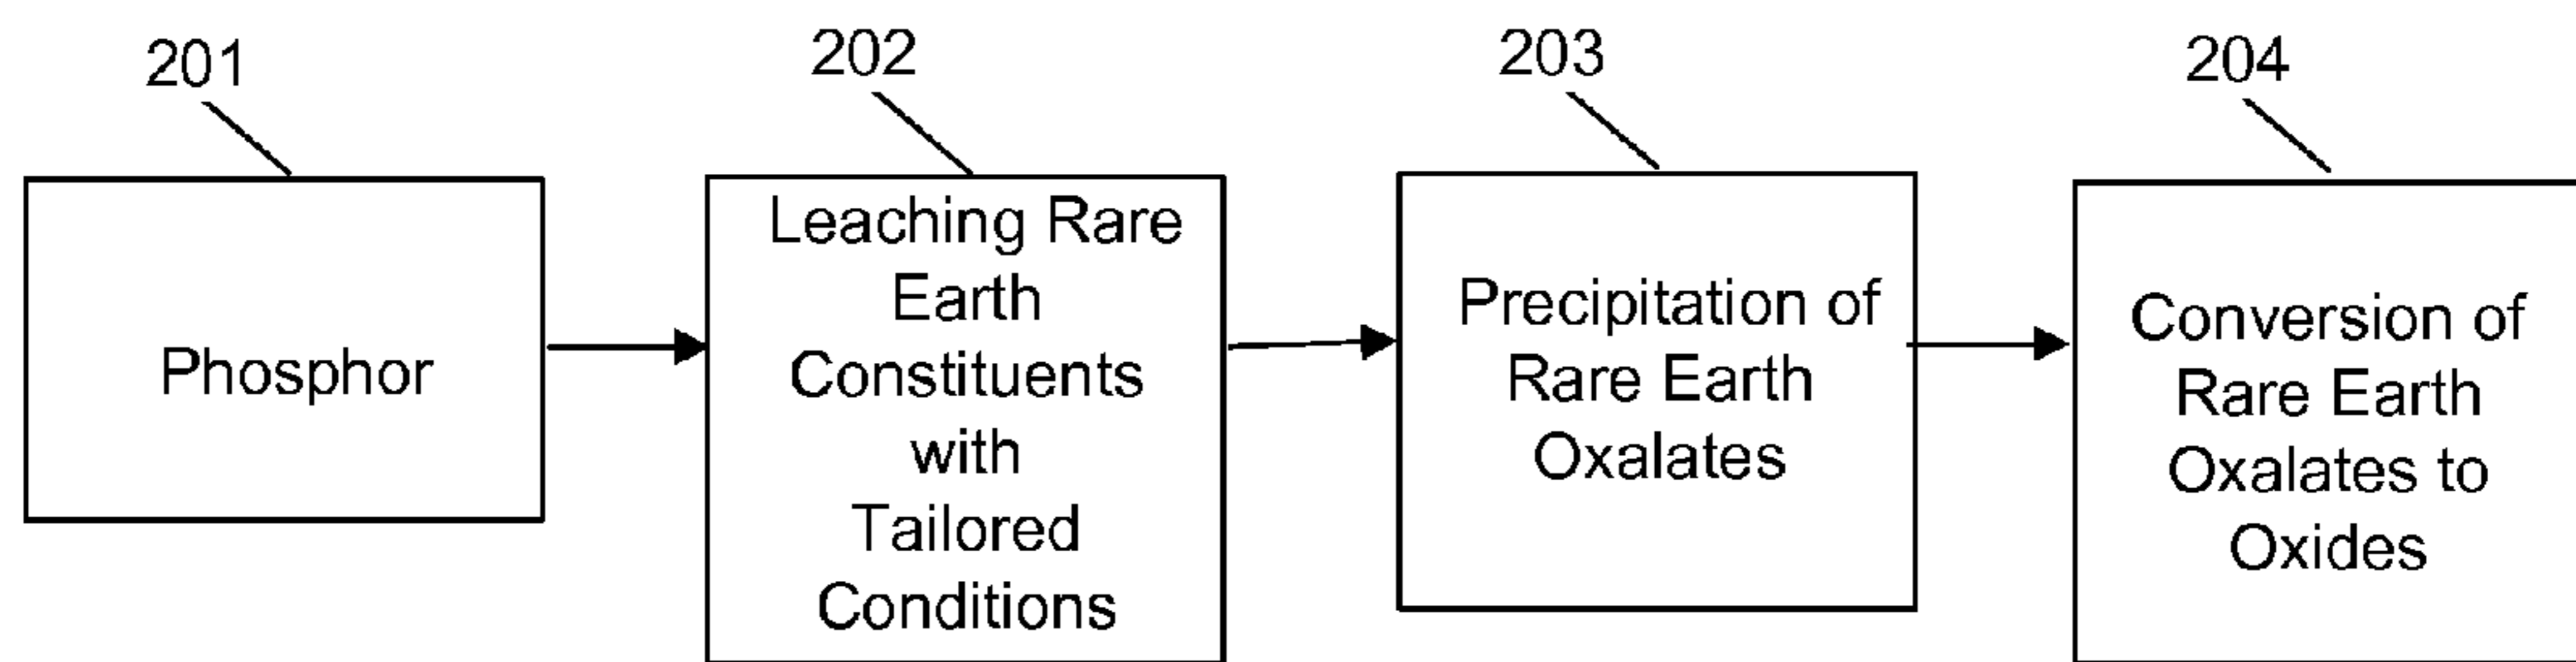 201
Phosphor
202
Leaching Rare
Earth
Constituents
with
Tailored
Conditions
203
Precipitation of
Rare Earth
Oxalates
204
Conversion of
Rare Earth
Oxalates to
Oxides